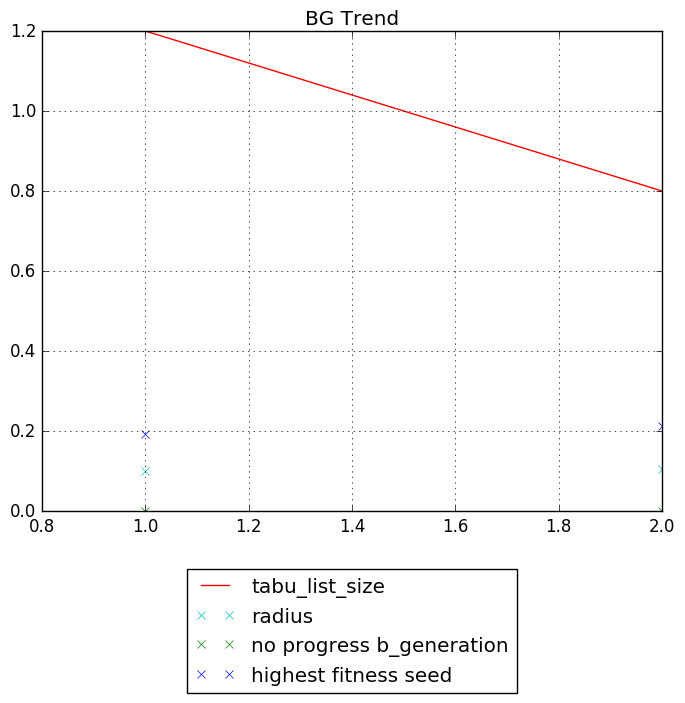 BG Trend
1.2
1.0
0.8
0.6
0.4
0.2
0.0
0.8 1.0 1.2 1.4 1.6 1.8 2.0
tabu_list_size
radius
no progress b_generation
highest fitness seed